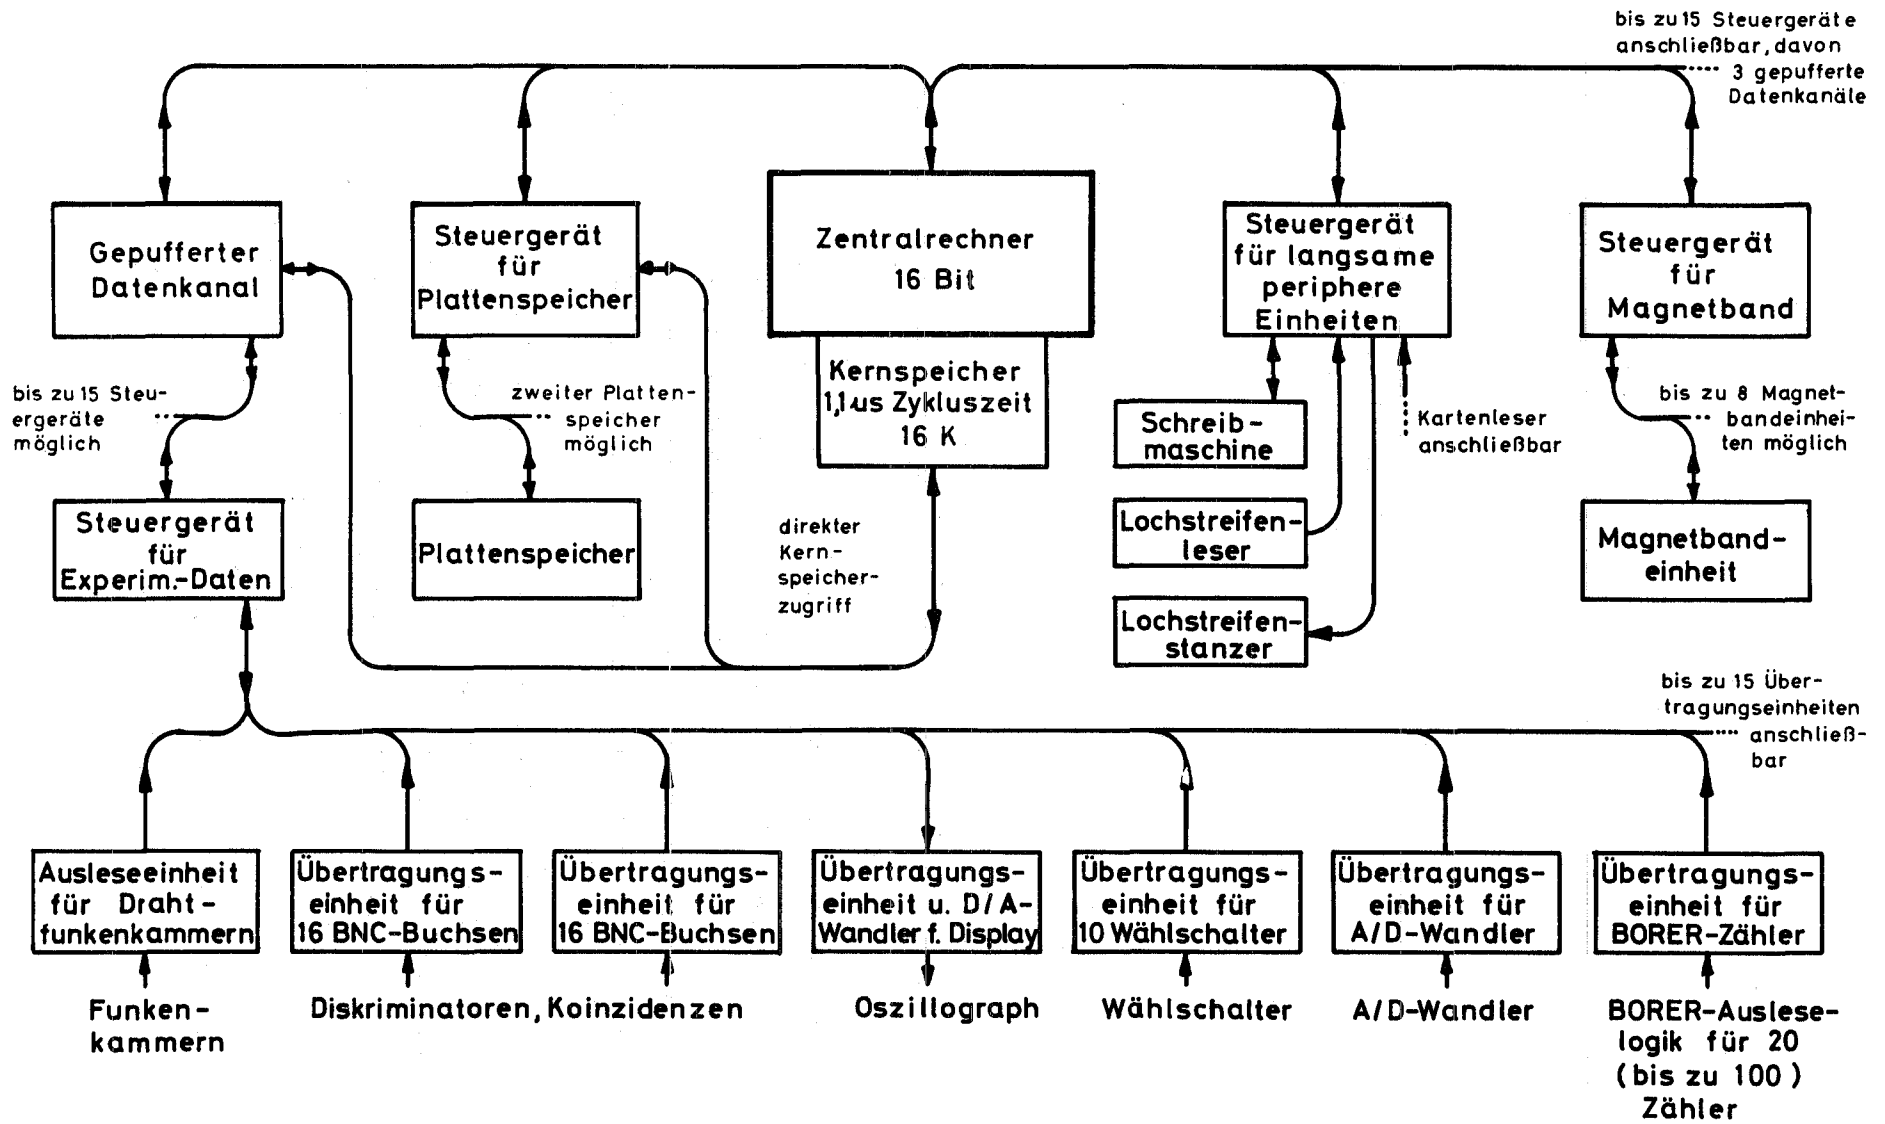 bis zu 15 Steuergeräte
anschließbar, davon
3 gepufferte
Datenkanäle
Gepufferter
Datenkanal
Steuergerät
für
Plattenspeicher
Zentralrechner
16 Bit
Steuergerät
für langsame
periphere
Einheiten
Steuergerät
für
Magnetband
Kernspeicher
1,1µs Zykluszeit
16 K
bis zu 15 Steu-
ergeräte
möglich
zweiter Platten-
speicher
möglich
Schreib-
maschine
Kartenleser
anschließbar
bis zu 8 Magnet-
bandeinhei-
ten möglich
Steuergerät
für
Experim.-Daten
Plattenspeicher
direkter
Kern-
speicher-
zugriff
Lochstreifen-
leser
Magnetband-
einheit
Lochstreifen-
stanzer
bis zu 15 Über-
tragungseinheiten
anschließ-
bar
Ausleseeinheit
für Draht-
funkenkammern
Übertragungs-
einheit für
16 BNC-Buchsen
Übertragungs-
einheit für
16 BNC-Buchsen
Übertragungs-
einheit u. D/A-
Wandler f. Display
Übertragungs-
einheit für
10 Wählschalter
Übertragungs-
einheit für
A/D-Wandler
Übertragungs-
einheit für
BORER-Zähler
Funken-
kammern
Diskriminatoren, Koinzidenzen
Oszillograph
Wählschalter
A/D-Wandler
BORER-Auslese-
logik für 20
(bis zu 100)
Zähler